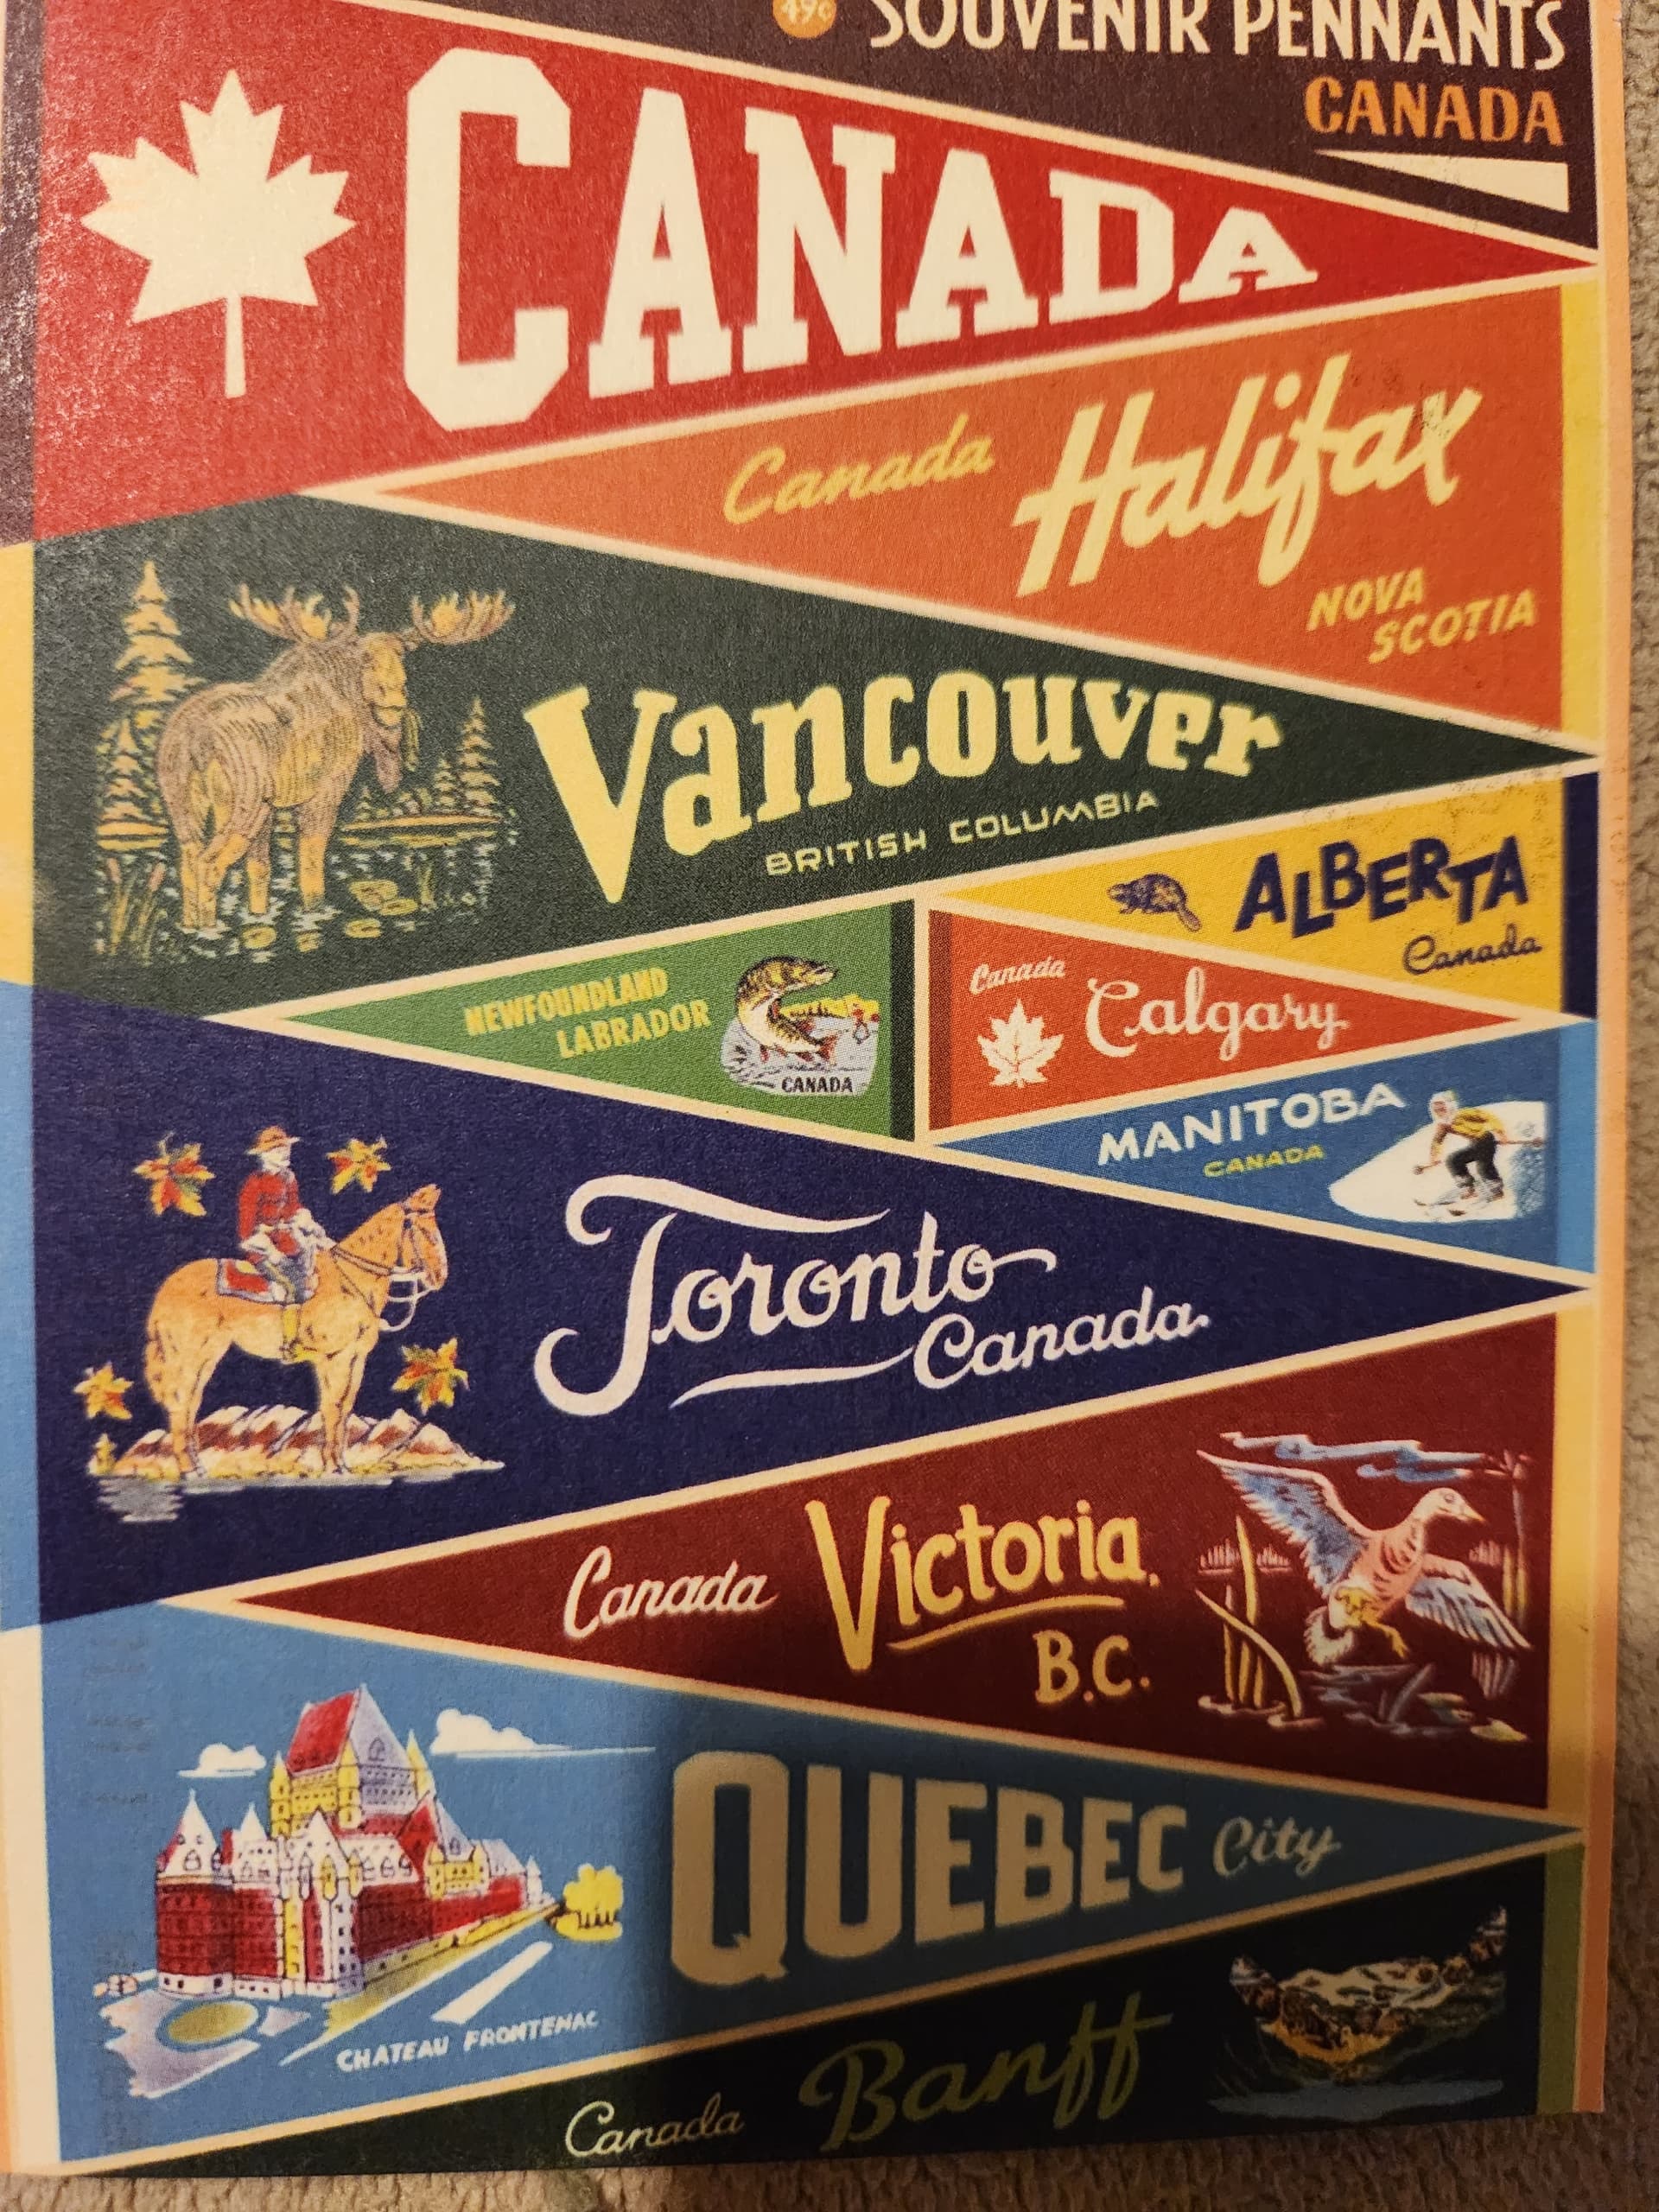 49¢
SOUVENIR PENNANTS
CANADA
CANADA
Canada Halifax
NOVA
SCOTIA
Vancouver
BRITISH COLUMBIA
ALBERTA
Canada
NEWFOUNDLAND
LABRADOR
CANADA
Canada
Calgary
MANITOBA
CANADA
Toronto
Canada
Canada Victoria.
B.C.
QUEBEC City
CHATEAU FRONTENAC
Canada Banff